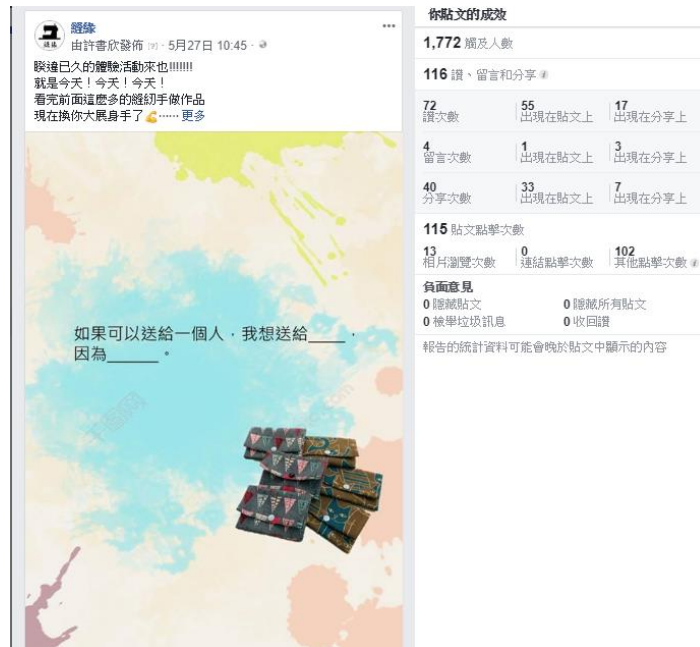 縫緣
由許書欣發佈 [?] · 5月27日 10:45 ·
睽違已久的體驗活動來也!!!!!!!
就是今天！今天！今天！
看完前面這麼多的縫紉手做作品
現在換你大展身手了💪…… 更多
如果可以送給一個人，我想送給____，
因為______。
你貼文的成效
1,772 觸及人數
116 讚、留言和分享
72 55 17
讚次數 出現在貼文上 出現在分享上
4 1 3
留言次數 出現在貼文上 出現在分享上
40 33 7
分享次數 出現在貼文上 出現在分享上
115 貼文點擊次數
13 0 102
相片瀏覽次數 連結點擊次數 其他點擊次數
負面意見
0 隱藏貼文 0 隱藏所有貼文
0 檢舉垃圾訊息 0 收回讚
報告的統計資料可能會晚於貼文中顯示的內容